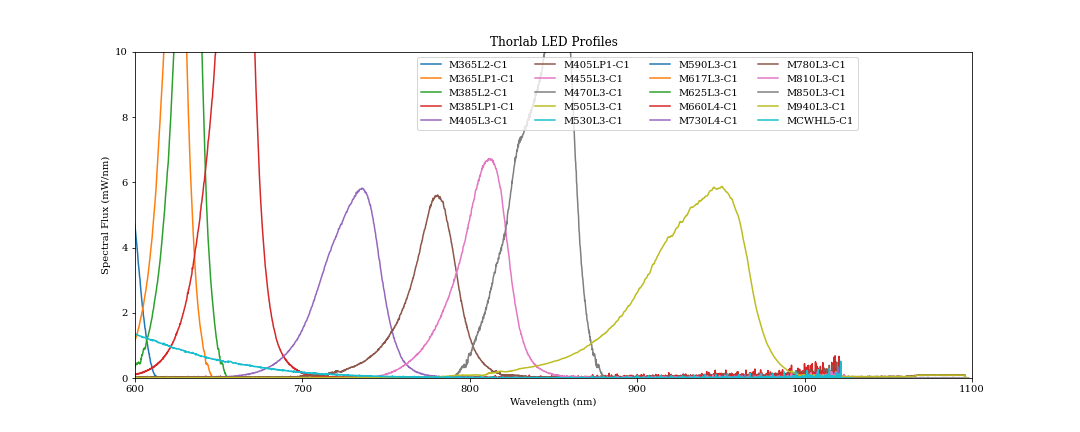 Thorlab LED Profiles
M365L2-C1 M405LP1-C1 M590L3-C1 M780L3-C1
M365LP1-C1 M455L3-C1 M617L3-C1 M810L3-C1
M385L2-C1 M470L3-C1 M625L3-C1 M850L3-C1
M385LP1-C1 M505L3-C1 M660L4-C1 M940L3-C1
M405L3-C1 M530L3-C1 M730L4-C1 MCWHL5-C1
10
8
6
4
2
0
Spectral Flux (mW/nm)
600 700 800 900 1000 1100
Wavelength (nm)